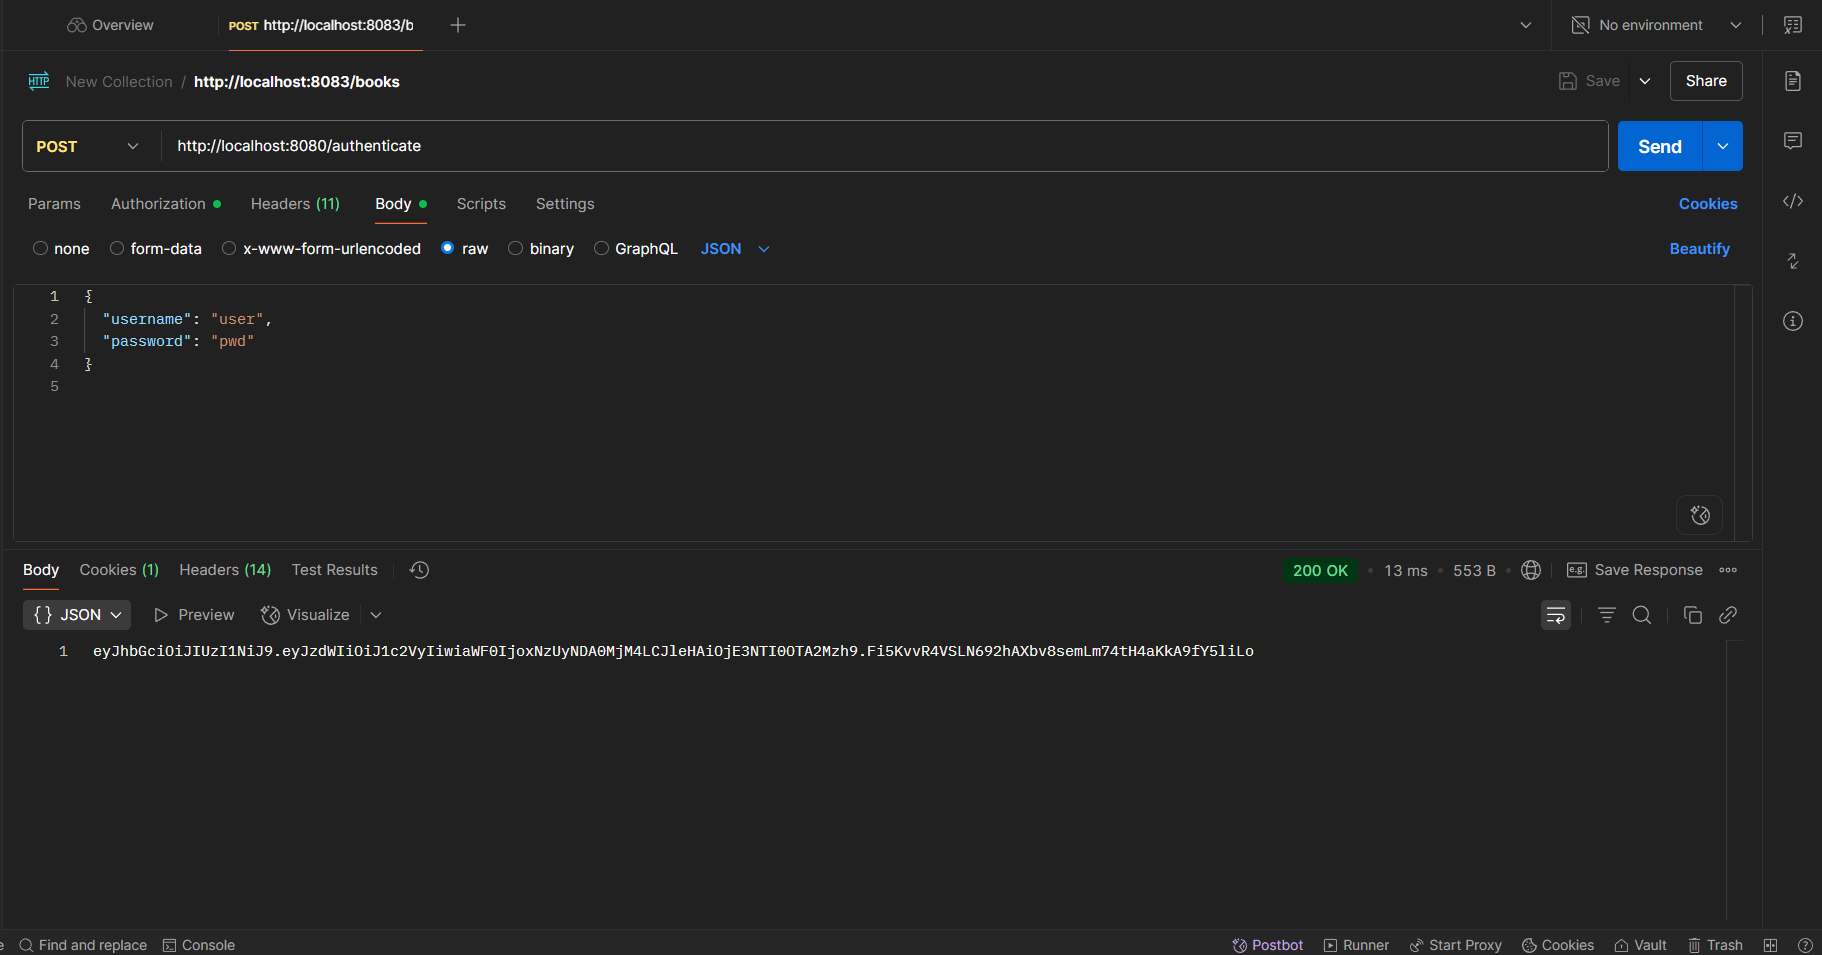 Overview
POST http://localhost:8083/b
No environment
HTTP New Collection / http://localhost:8083/books
Save
Share
POST http://localhost:8080/authenticate
Send
Params Authorization Headers (11) Body Scripts Settings
Cookies
none form-data x-www-form-urlencoded raw binary GraphQL JSON
Beautify
1 {
2 "username": "user",
3 "password": "pwd"
4 }
5
Body Cookies (1) Headers (14) Test Results
200 OK • 13 ms • 553 B • e.g. Save Response
{} JSON Preview Visualize
1 eyJhbGciOiJIUzI1NiJ9.eyJzdWIiOiJ1c2VyIiwiaWF0IjoxNzUyNDA0MjM4LCJleHAiOjE3NTI0OTA2Mzh9.Fi5KvvR4VSLN692hAXbv8semLm74tH4aKkA9fY5liLo
Find and replace Console
Postbot Runner Start Proxy Cookies Vault Trash